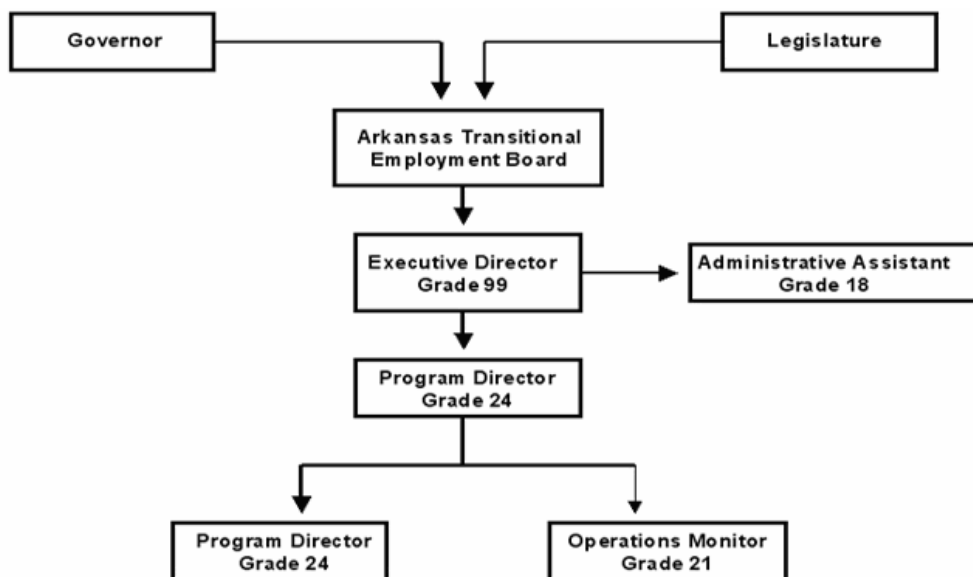 Governor
Legislature
Arkansas Transitional
Employment Board
Executive Director
Grade 99
Administrative Assistant
Grade 18
Program Director
Grade 24
Program Director
Grade 24
Operations Monitor
Grade 21